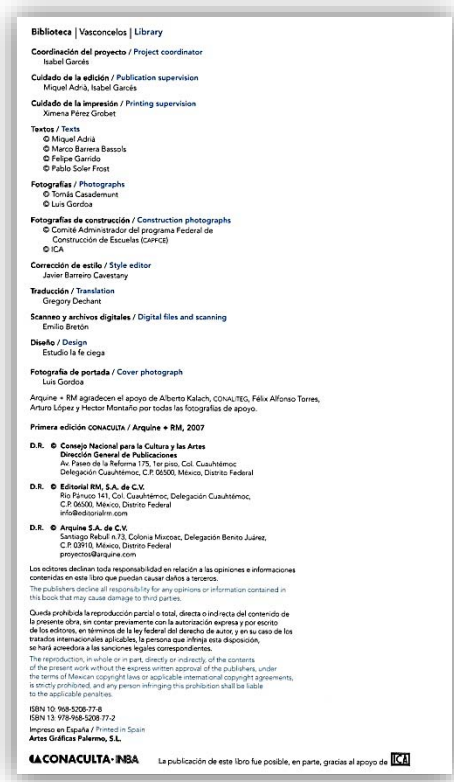 Biblioteca | Vasconcelos | Library
Coordinación del proyecto / Project coordinator
Isabel Garcés
Cuidado de la edición / Publication supervision
Miquel Adrià, Isabel Garcés
Cuidado de la impresión / Printing supervision
Ximena Pérez Grobet
Textos / Texts
© Miquel Adrià
© Marco Barrera Bassols
© Felipe Garrido
© Pablo Soler Frost
Fotografías / Photographs
© Tomás Casademunt
© Luis Gordoa
Fotografías de construcción / Construction photographs
© Comité Administrador del programa Federal de
Construcción de Escuelas (CAPFCE)
© ICA
Corrección de estilo / Style editor
Javier Barreiro Cavestany
Traducción / Translation
Gregory Dechant
Scanneo y archivos digitales / Digital files and scanning
Emilio Bretón
Diseño / Design
Estudio la fe ciega
Fotografía de portada / Cover photograph
Luis Gordoa
Arquine + RM agradecen el apoyo de Alberto Kalach, CONALITEG, Félix Alfonso Torres,
Arturo López y Hector Montaño por todas las fotografías de apoyo.
Primera edición CONACULTA / Arquine + RM, 2007
D.R. © Consejo Nacional para la Cultura y las Artes
Dirección General de Publicaciones
Av. Paseo de la Reforma 175, 1er piso, Col. Cuauhtémoc
Delegación Cuauhtémoc, C.P. 06500, México, Distrito Federal
D.R. © Editorial RM, S.A. de C.V.
Río Pánuco 141, Col. Cuauhtémoc, Delegación Cuauhtémoc,
C.P. 06500, México, Distrito Federal
info@editorialrm.com
D.R. © Arquine S.A. de C.V.
Santiago Rebull n.73, Colonia Mixcoac, Delegación Benito Juárez,
C.P. 03910, México, Distrito Federal
proyectos@arquine.com
Los editores declinan toda responsabilidad en relación a las opiniones e informaciones
contenidas en este libro que puedan causar daños a terceros.
The publishers decline all responsibility for any opinions or information contained in
this book that may cause damage to third parties.
Queda prohibida la reproducción parcial o total, directa o indirecta del contenido de
la presente obra, sin contar previamente con la autorización expresa y por escrito
de los editores, en términos de la ley federal del derecho de autor, y en su caso de los
tratados internacionales aplicables, la persona que infrinja esta disposición,
se hará acreedora a las sanciones legales correspondientes.
The reproduction, in whole or in part, directly or indirectly, of the contents
of the present work without the express written approval of the publishers, under
the terms of Mexican copyright laws or applicable international copyright agreements,
is strictly prohibited, and any person infringing this prohibition shall be liable
to the applicable penalties.
ISBN 10: 968-5208-77-8
ISBN 13: 978-968-5208-77-2
Impreso en España / Printed in Spain
Artes Gráficas Palermo, S.L.
CONACULTA·INBA La publicación de este libro fue posible, en parte, gracias al apoyo de ICA